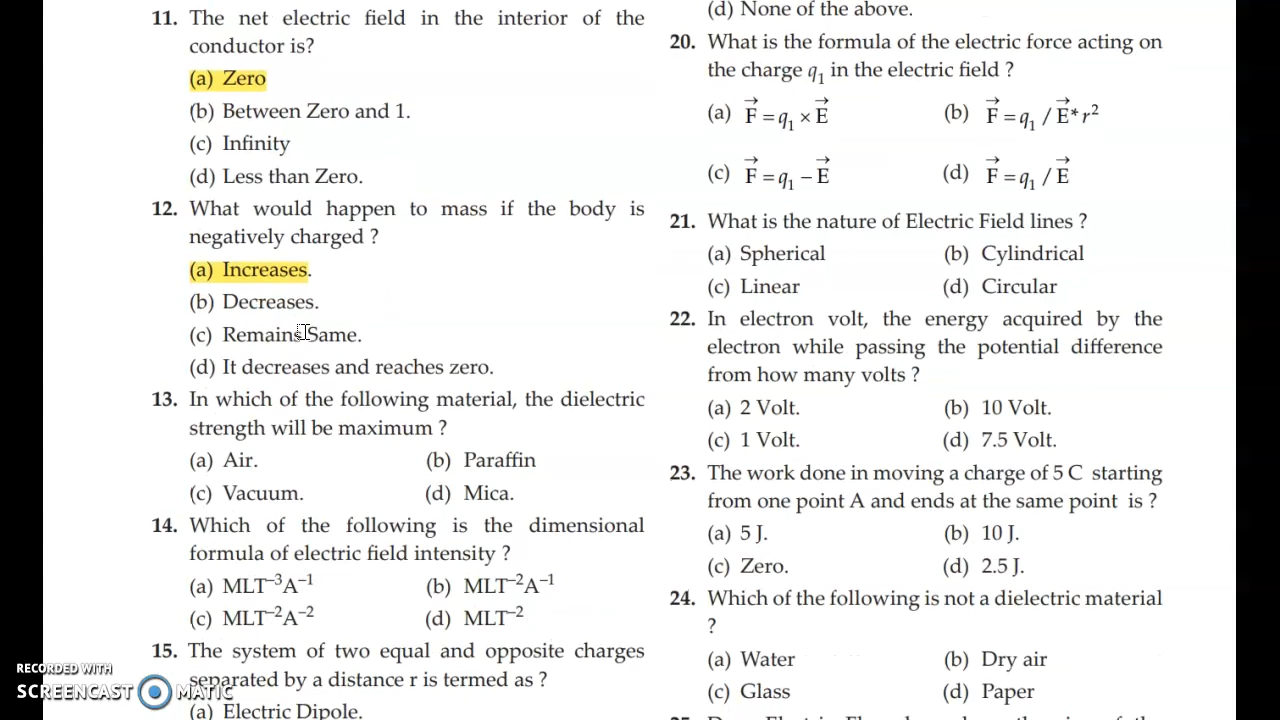 11. The net electric field in the interior of the
conductor is?
(a) Zero
(b) Between Zero and 1.
(c) Infinity
(d) Less than Zero.
12. What would happen to mass if the body is
negatively charged ?
(a) Increases.
(b) Decreases.
(c) Remains Same.
(d) It decreases and reaches zero.
13. In which of the following material, the dielectric
strength will be maximum ?
(a) Air. (b) Paraffin
(c) Vacuum. (d) Mica.
14. Which of the following is the dimensional
formula of electric field intensity ?
(a) MLT⁻³A⁻¹ (b) MLT⁻²A⁻¹
(c) MLT⁻²A⁻² (d) MLT⁻²
15. The system of two equal and opposite charges
separated by a distance r is termed as ?
(a) Electric Dipole.
(d) None of the above.
20. What is the formula of the electric force acting on
the charge q₁ in the electric field ?
(a) F⃗ = q₁ × E⃗ (b) F⃗ = q₁ / E⃗* r²
(c) F⃗ = q₁ − E⃗ (d) F⃗ = q₁ / E⃗
21. What is the nature of Electric Field lines ?
(a) Spherical (b) Cylindrical
(c) Linear (d) Circular
22. In electron volt, the energy acquired by the
electron while passing the potential difference
from how many volts ?
(a) 2 Volt. (b) 10 Volt.
(c) 1 Volt. (d) 7.5 Volt.
23. The work done in moving a charge of 5 C starting
from one point A and ends at the same point is ?
(a) 5 J. (b) 10 J.
(c) Zero. (d) 2.5 J.
24. Which of the following is not a dielectric material
?
(a) Water (b) Dry air
(c) Glass (d) Paper
RECORDED WITH
SCREENCAST MATIC